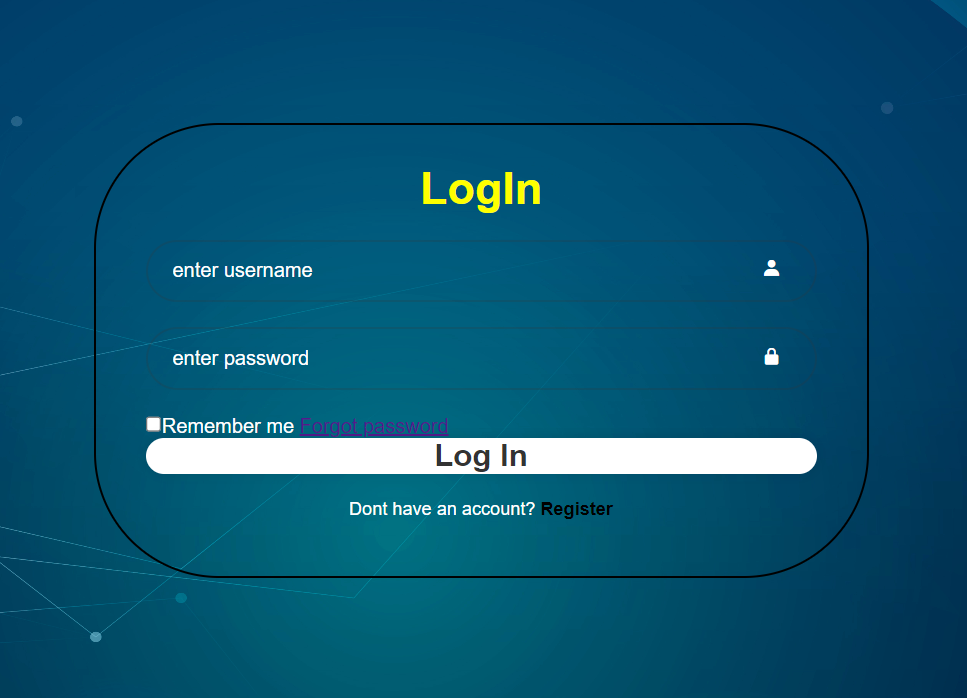 LogIn
enter username
enter password
Remember me Forgot password
Log In
Dont have an account? Register